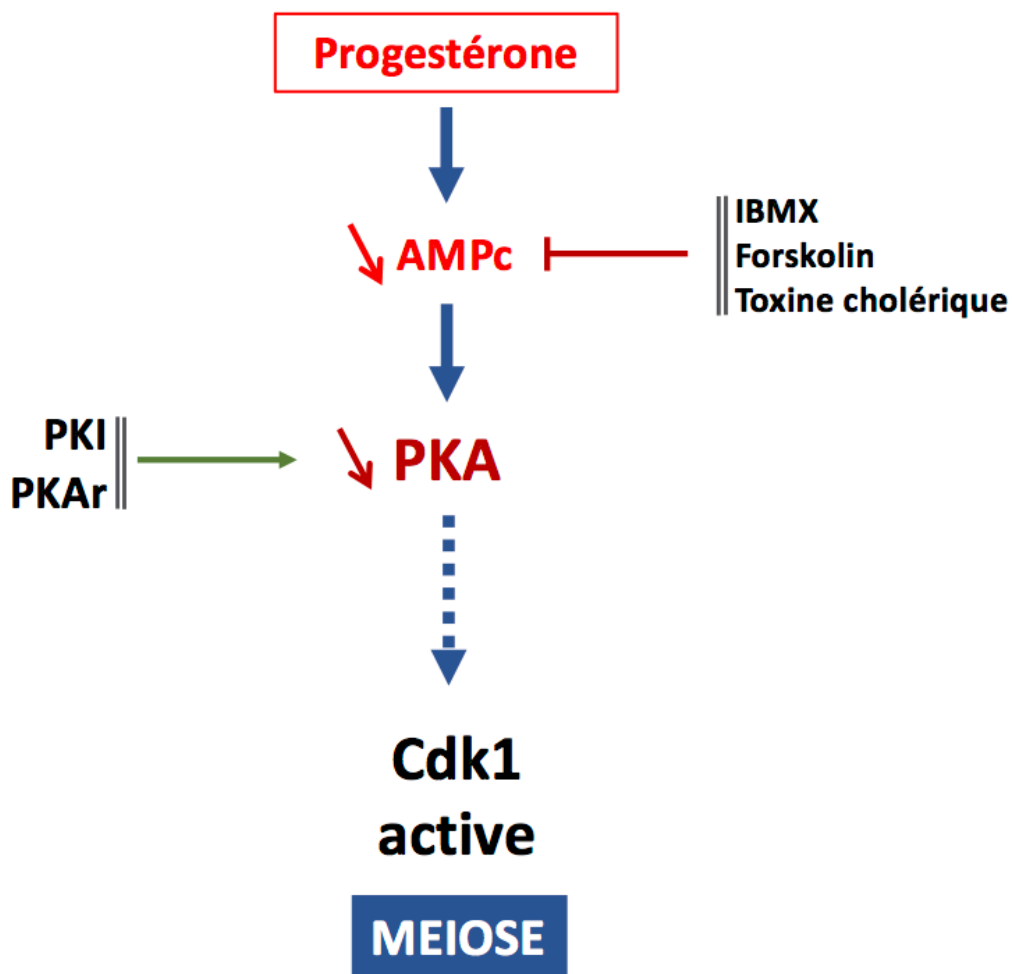 Progestérone
AMPc
IBMX
Forskolin
Toxine cholérique
PKI
PKAr
PKA
Cdk1
active
MEIOSE